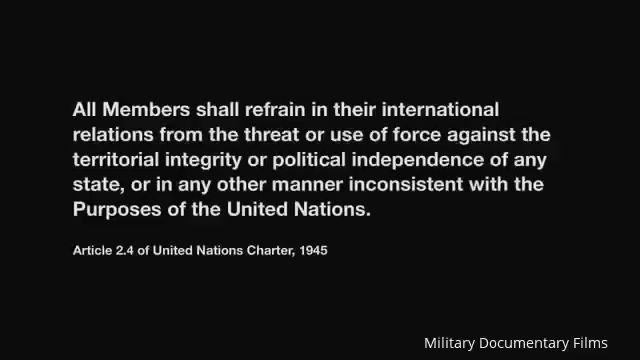 All Members shall refrain in their international
relations from the threat or use of force against the
territorial integrity or political independence of any
state, or in any other manner inconsistent with the
Purposes of the United Nations.
Article 2.4 of United Nations Charter, 1945
Military Documentary Films